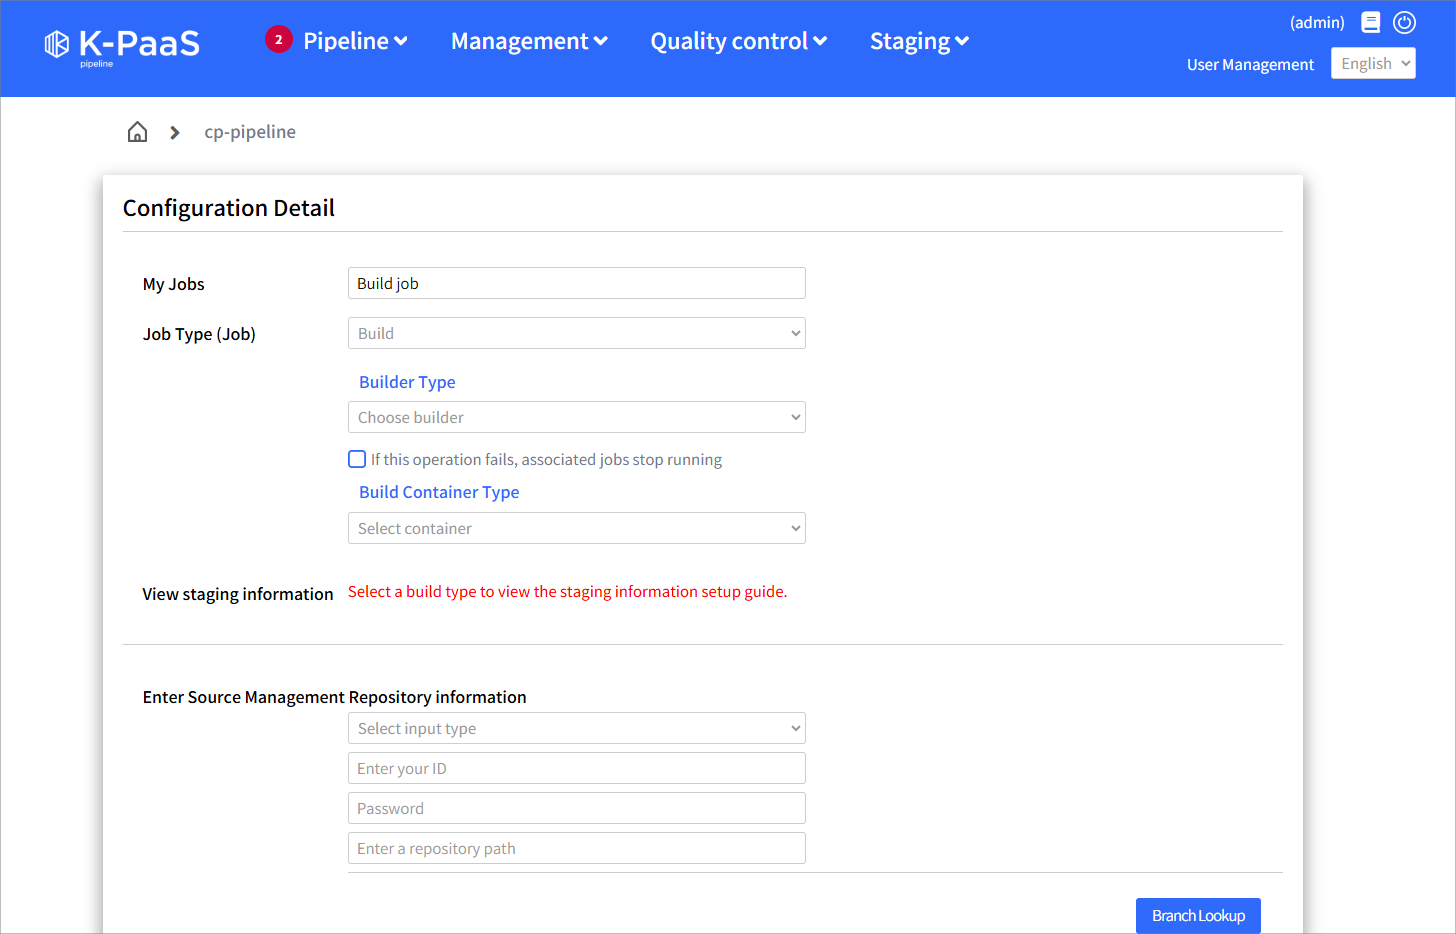 K-PaaS
pipeline
2 Pipeline Management Quality control Staging
(admin)
User Management English
cp-pipeline
Configuration Detail
My Jobs Build job
Job Type (Job) Build
Builder Type
Choose builder
If this operation fails, associated jobs stop running
Build Container Type
Select container
View staging information Select a build type to view the staging information setup guide.
Enter Source Management Repository information
Select input type
Enter your ID
Password
Enter a repository path
Branch Lookup